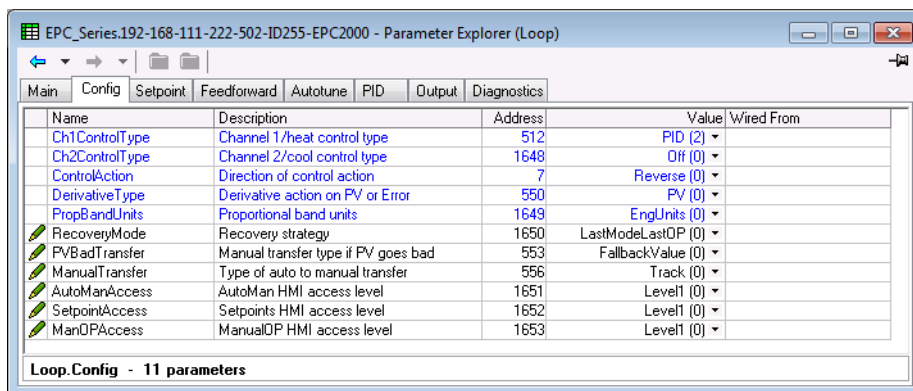 EPC_Series.192-168-111-222-502-ID255-EPC2000 - Parameter Explorer (Loop)
Main Config Setpoint Feedforward Autotune PID Output Diagnostics
Name Description Address Value Wired From
Ch1ControlType Channel 1/heat control type 512 PID (2)
Ch2ControlType Channel 2/cool control type 1648 Off (0)
ControlAction Direction of control action 7 Reverse (0)
DerivativeType Derivative action on PV or Error 550 PV (0)
PropBandUnits Proportional band units 1649 EngUnits (0)
RecoveryMode Recovery strategy 1650 LastModeLastOP (0)
PVBadTransfer Manual transfer type if PV goes bad 553 FallbackValue (0)
ManualTransfer Type of auto to manual transfer 556 Track (0)
AutoManAccess AutoMan HMI access level 1651 Level1 (0)
SetpointAccess Setpoints HMI access level 1652 Level1 (0)
ManOPAccess ManualOP HMI access level 1653 Level1 (0)
Loop.Config - 11 parameters